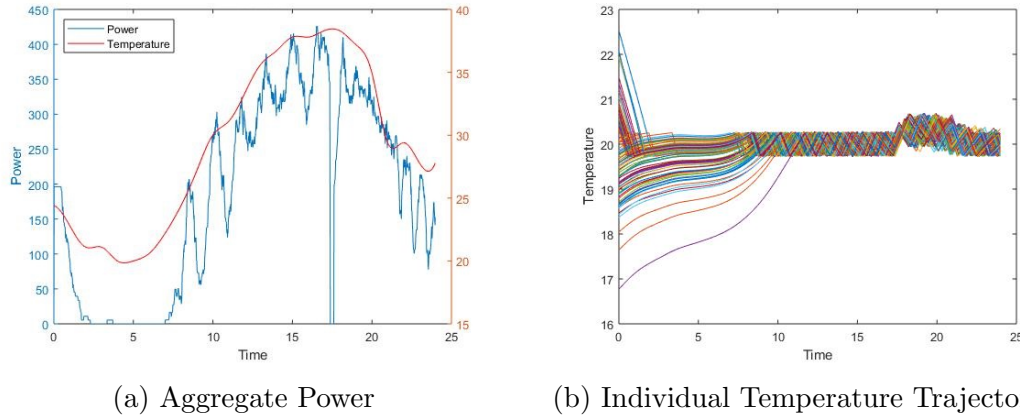 Power
Temperature
450
400
350
300
250
200
150
100
50
0
Power
40
35
30
25
20
15
0 5 10 15 20 25
Time
23
22
21
20
19
18
17
16
Temperature
0 5 10 15 20 25
Time
(a) Aggregate Power
(b) Individual Temperature Trajecto